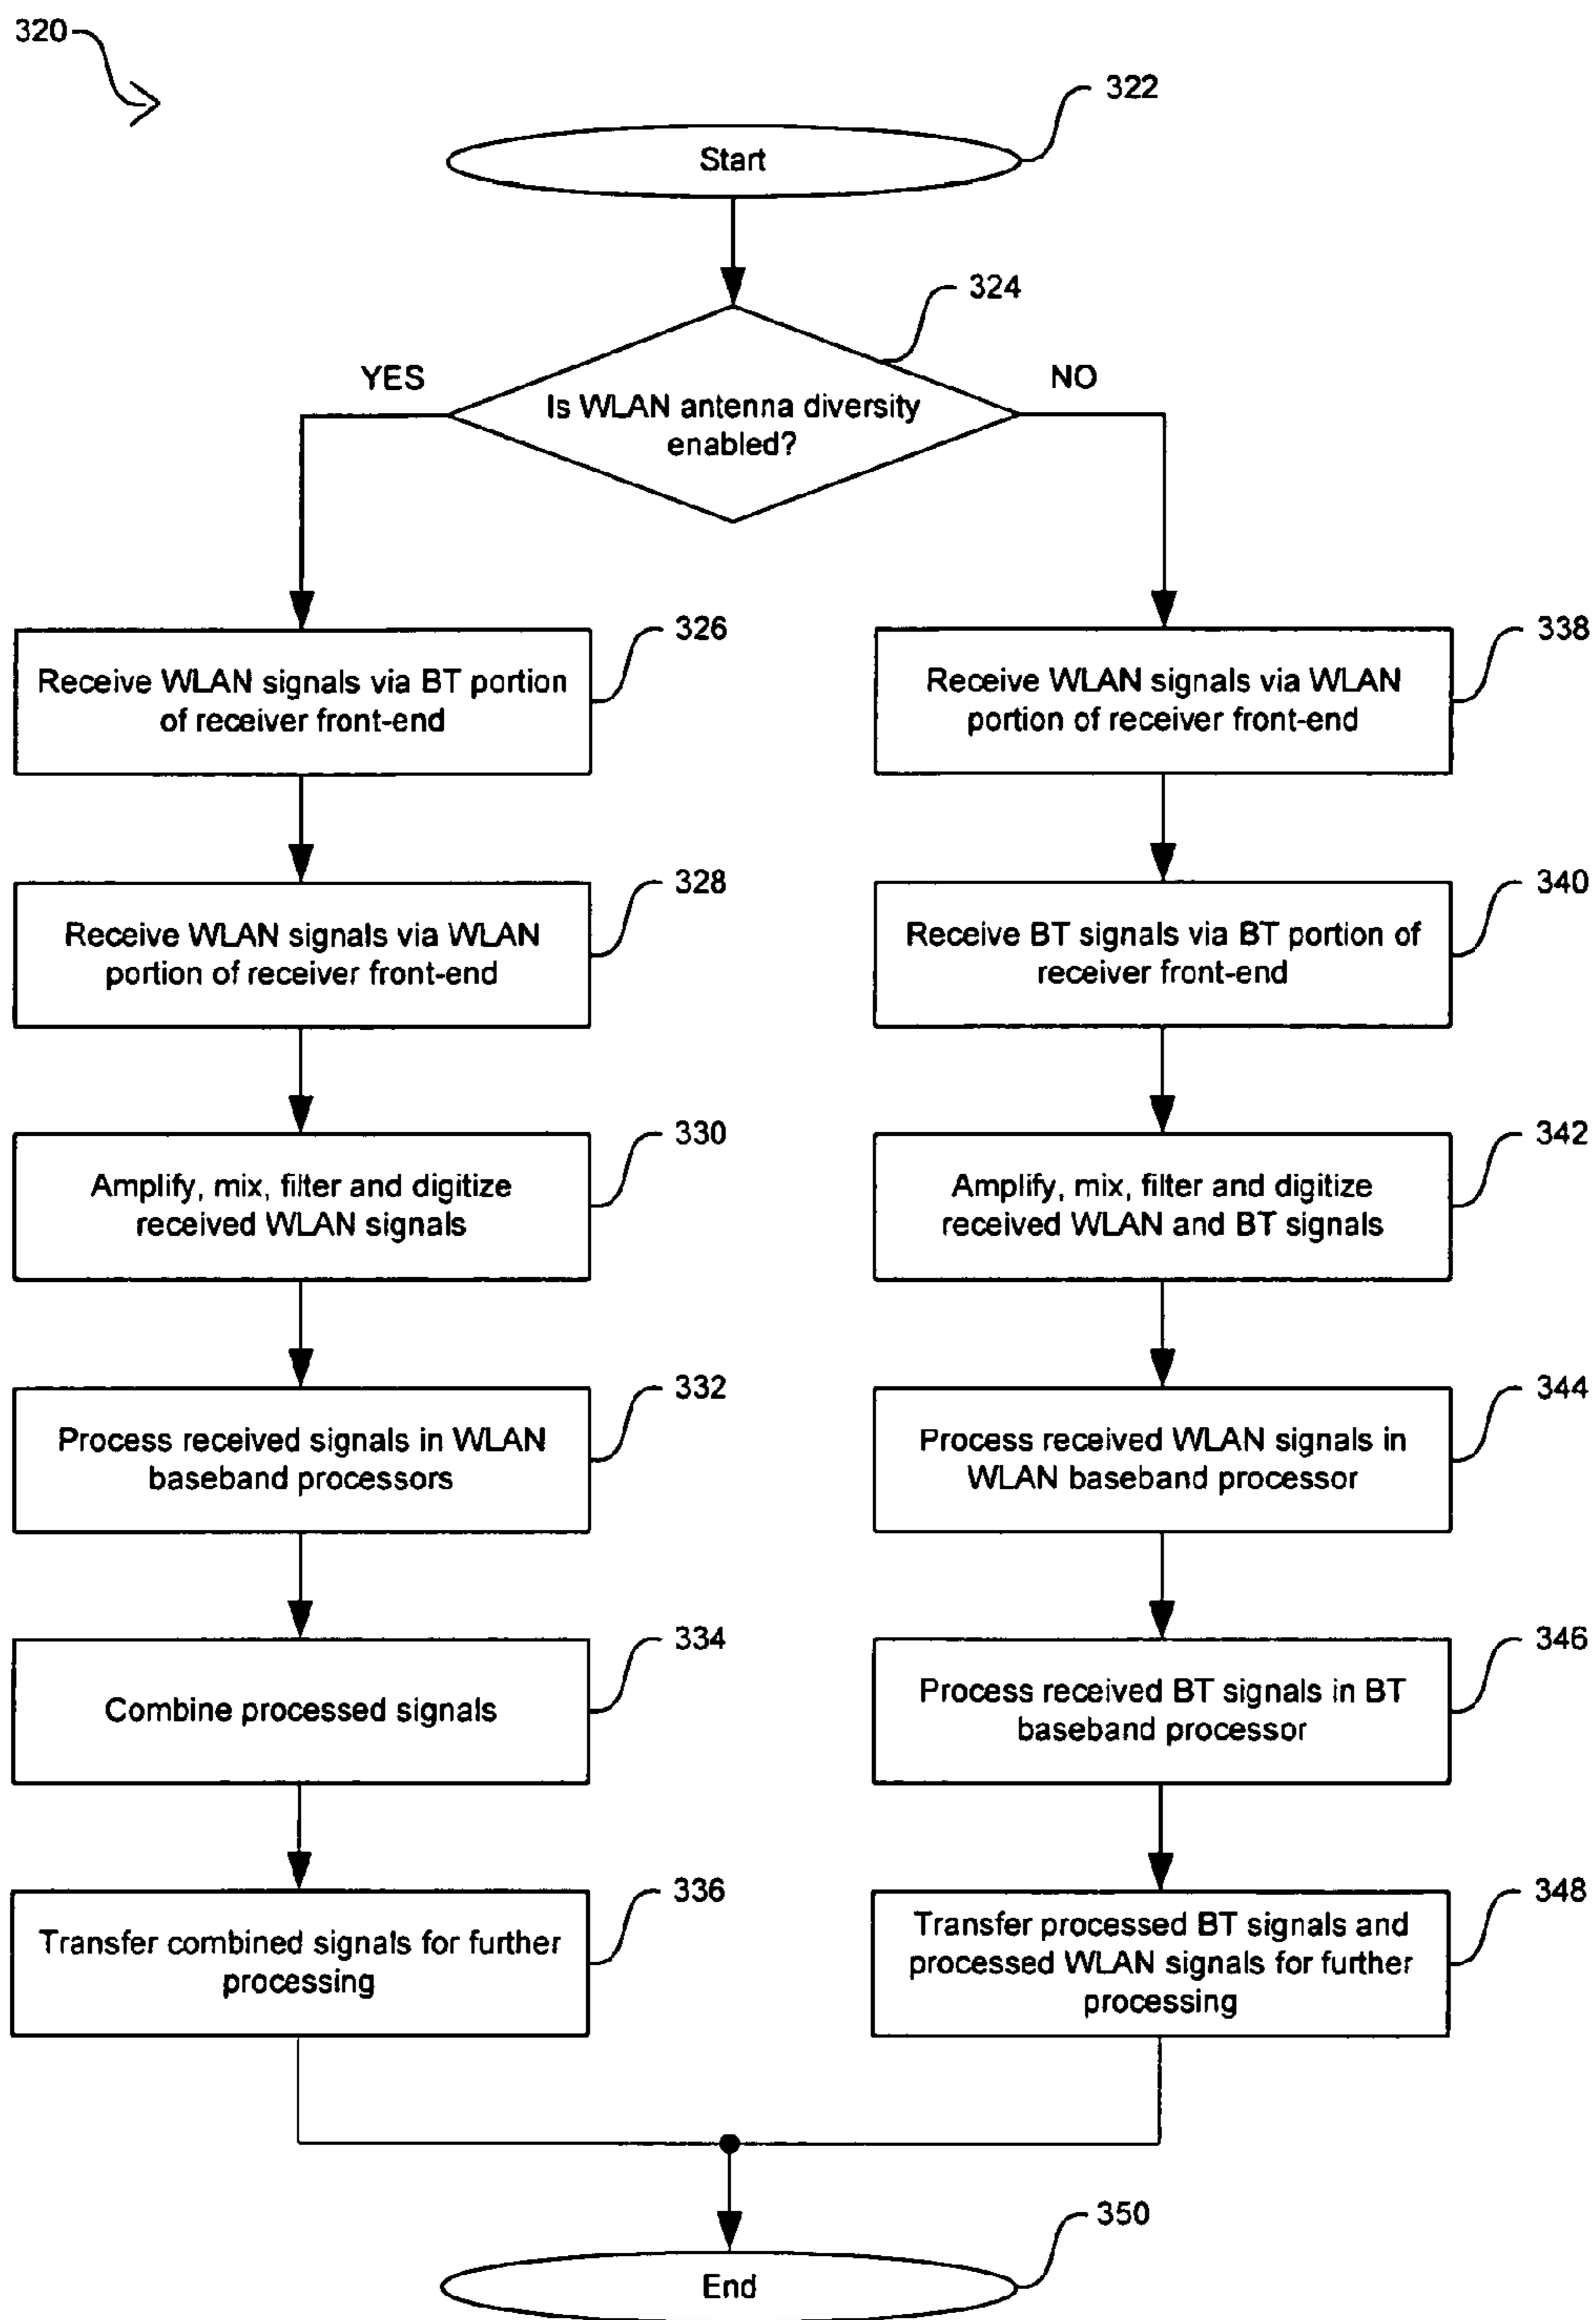 320
322
Start
324
YES
NO
Is WLAN antenna diversity
enabled?
326
338
Receive WLAN signals via BT portion
of receiver front-end
Receive WLAN signals via WLAN
portion of receiver front-end
328
340
Receive WLAN signals via WLAN
portion of receiver front-end
Receive BT signals via BT portion of
receiver front-end
330
342
Amplify, mix, filter and digitize
received WLAN signals
Amplify, mix, filter and digitize
received WLAN and BT signals
332
344
Process received signals in WLAN
baseband processors
Process received WLAN signals in
WLAN baseband processor
334
346
Combine processed signals
Process received BT signals in BT
baseband processor
336
348
Transfer combined signals for further
processing
Transfer processed BT signals and
processed WLAN signals for further
processing
350
End